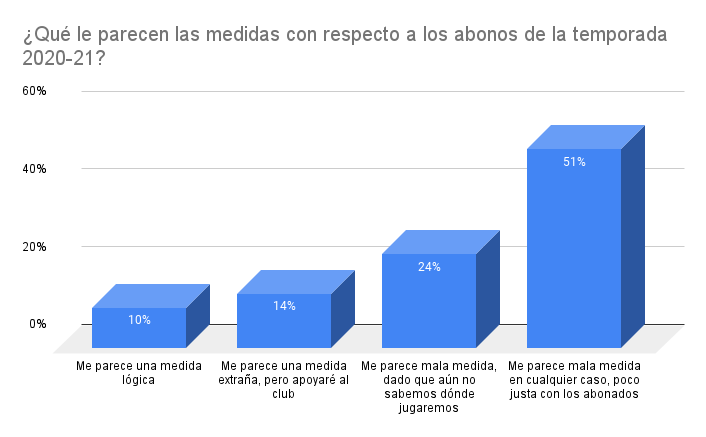 ¿Qué le parecen las medidas con respecto a los abonos de la temporada
2020-21?
60%
40%
20%
0%
10%
14%
24%
51%
Me parece una medida
lógica
Me parece una medida
extraña, pero apoyaré al
club
Me parece mala medida,
dado que aún no
sabemos dónde
jugaremos
Me parece mala medida
en cualquier caso, poco
justa con los abonados